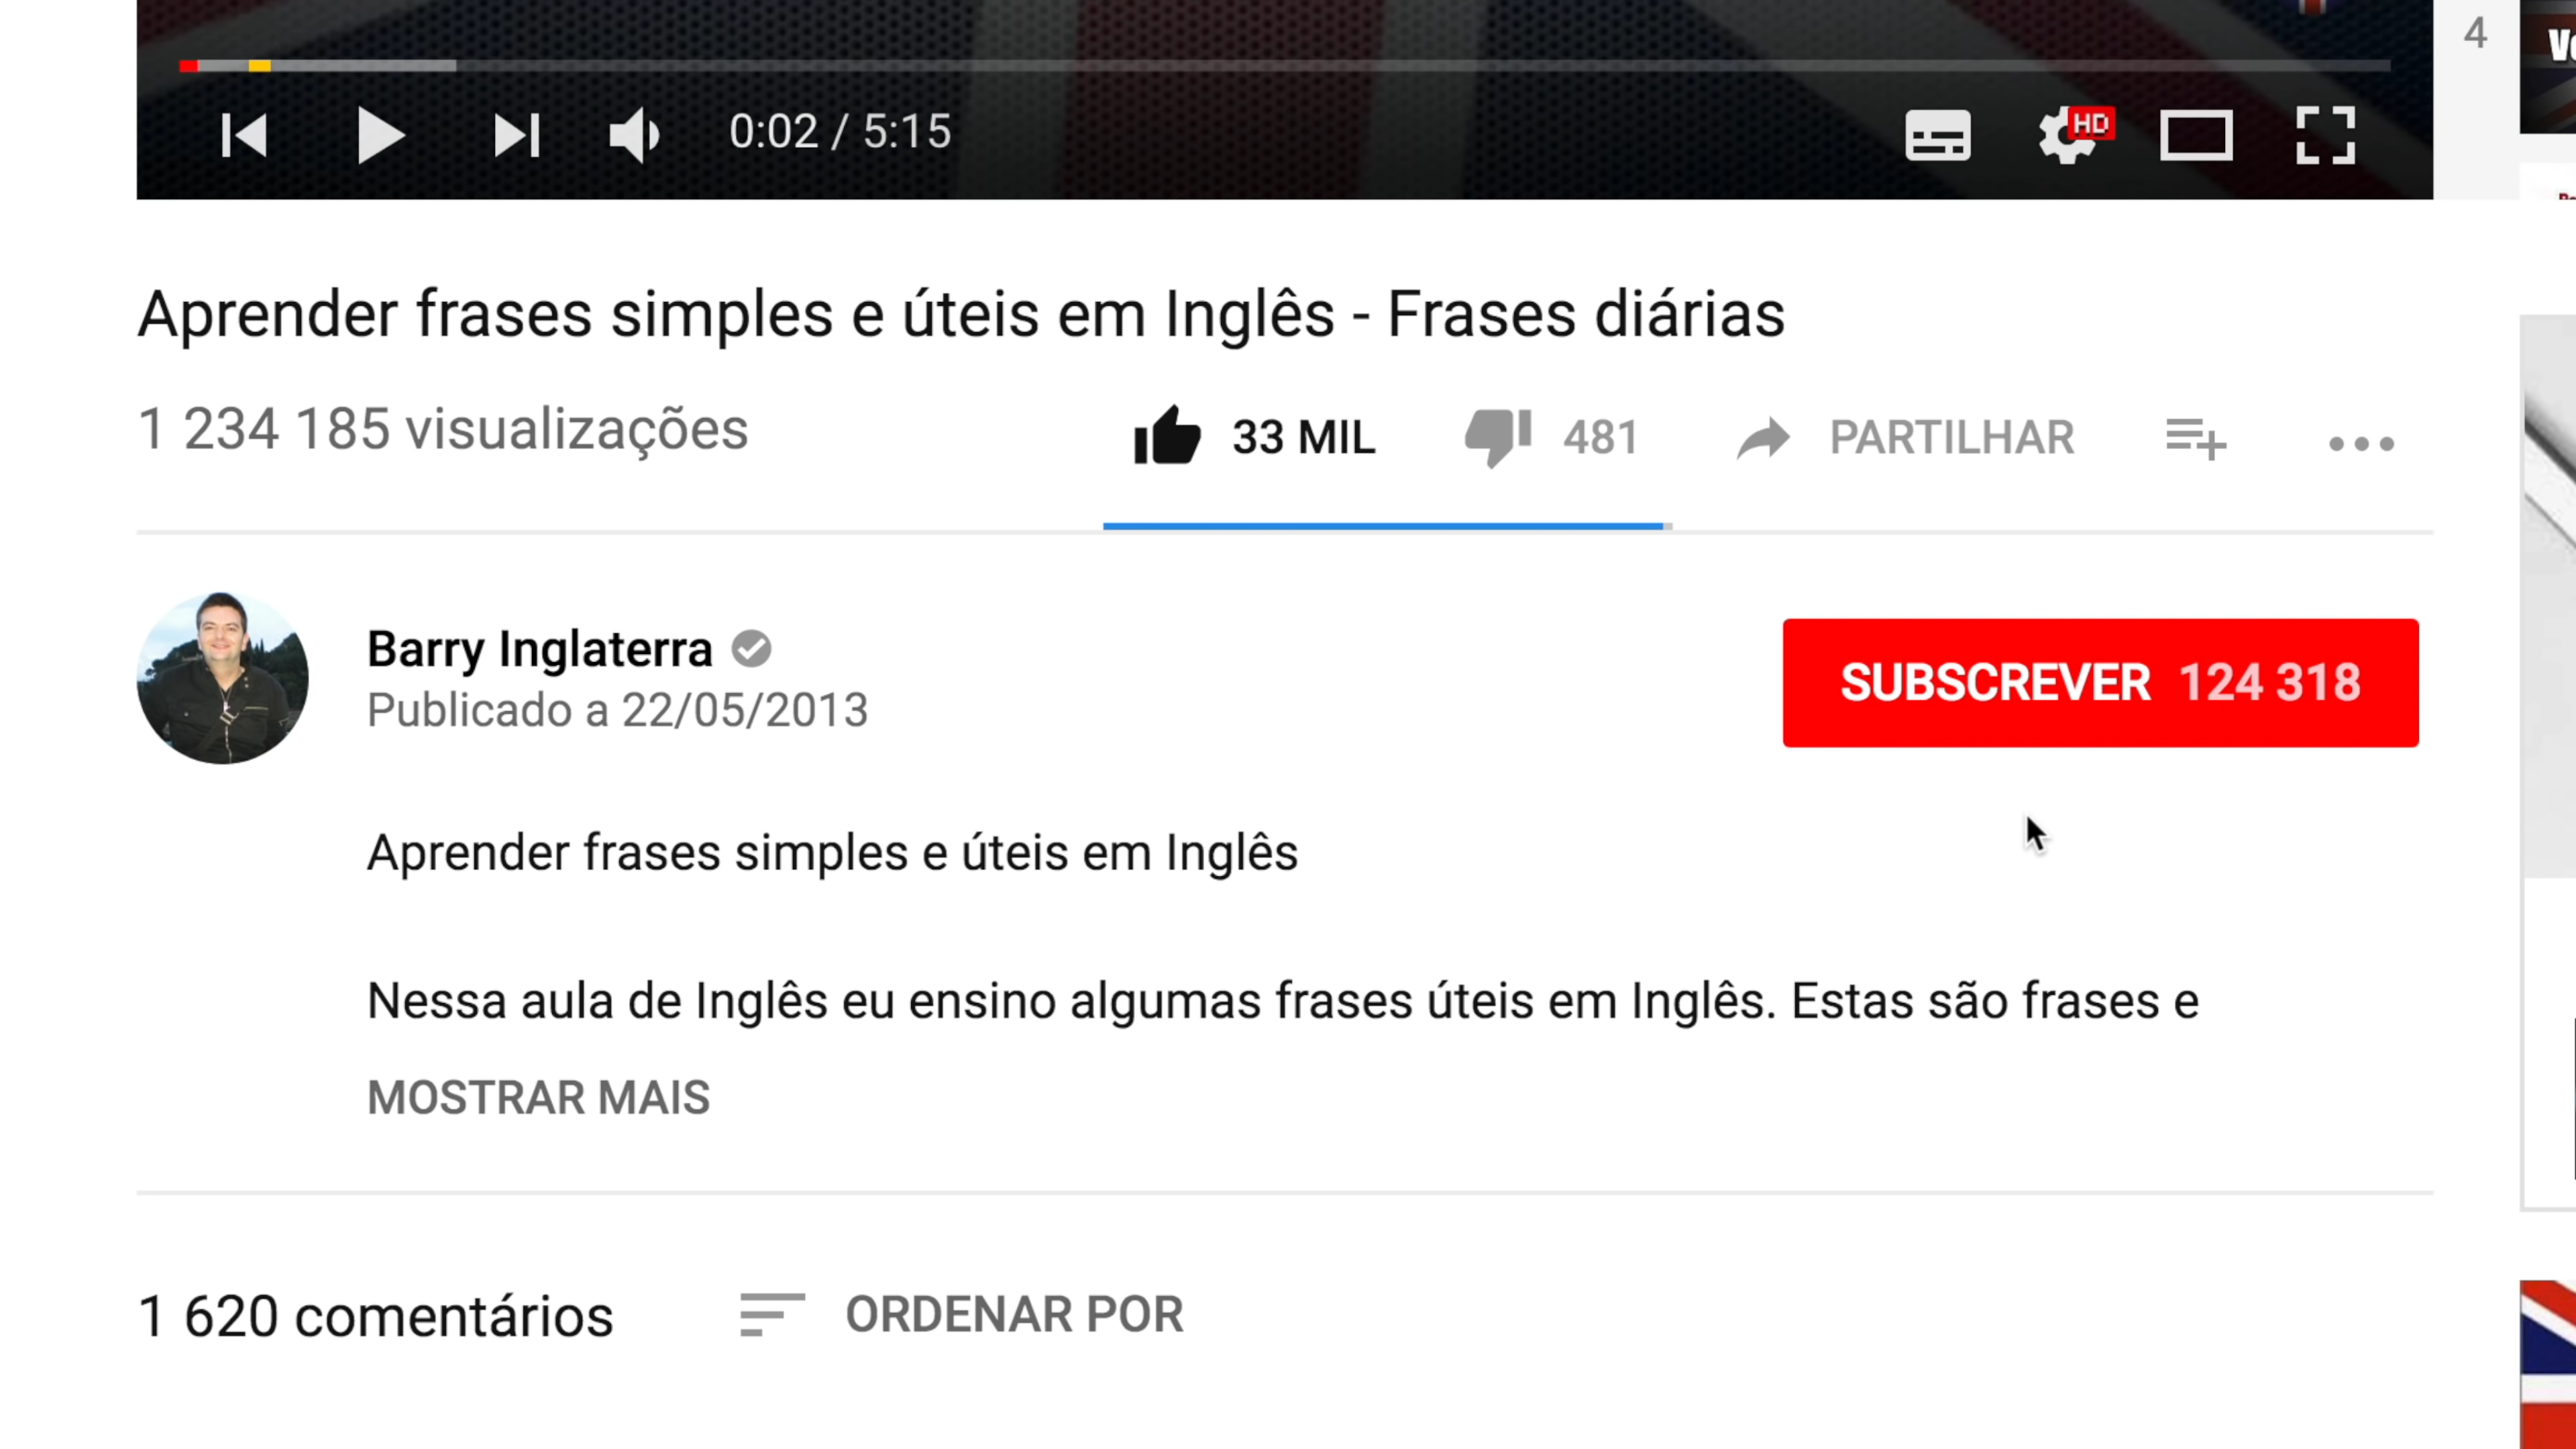 4
0:02 / 5:15
HD
Aprender frases simples e úteis em Inglês - Frases diárias
1 234 185 visualizações
33 MIL
481
PARTILHAR
Barry Inglaterra
Publicado a 22/05/2013
SUBSCREVER 124 318
Aprender frases simples e úteis em Inglês
Nessa aula de Inglês eu ensino algumas frases úteis em Inglês. Estas são frases e
MOSTRAR MAIS
1 620 comentários
ORDENAR POR